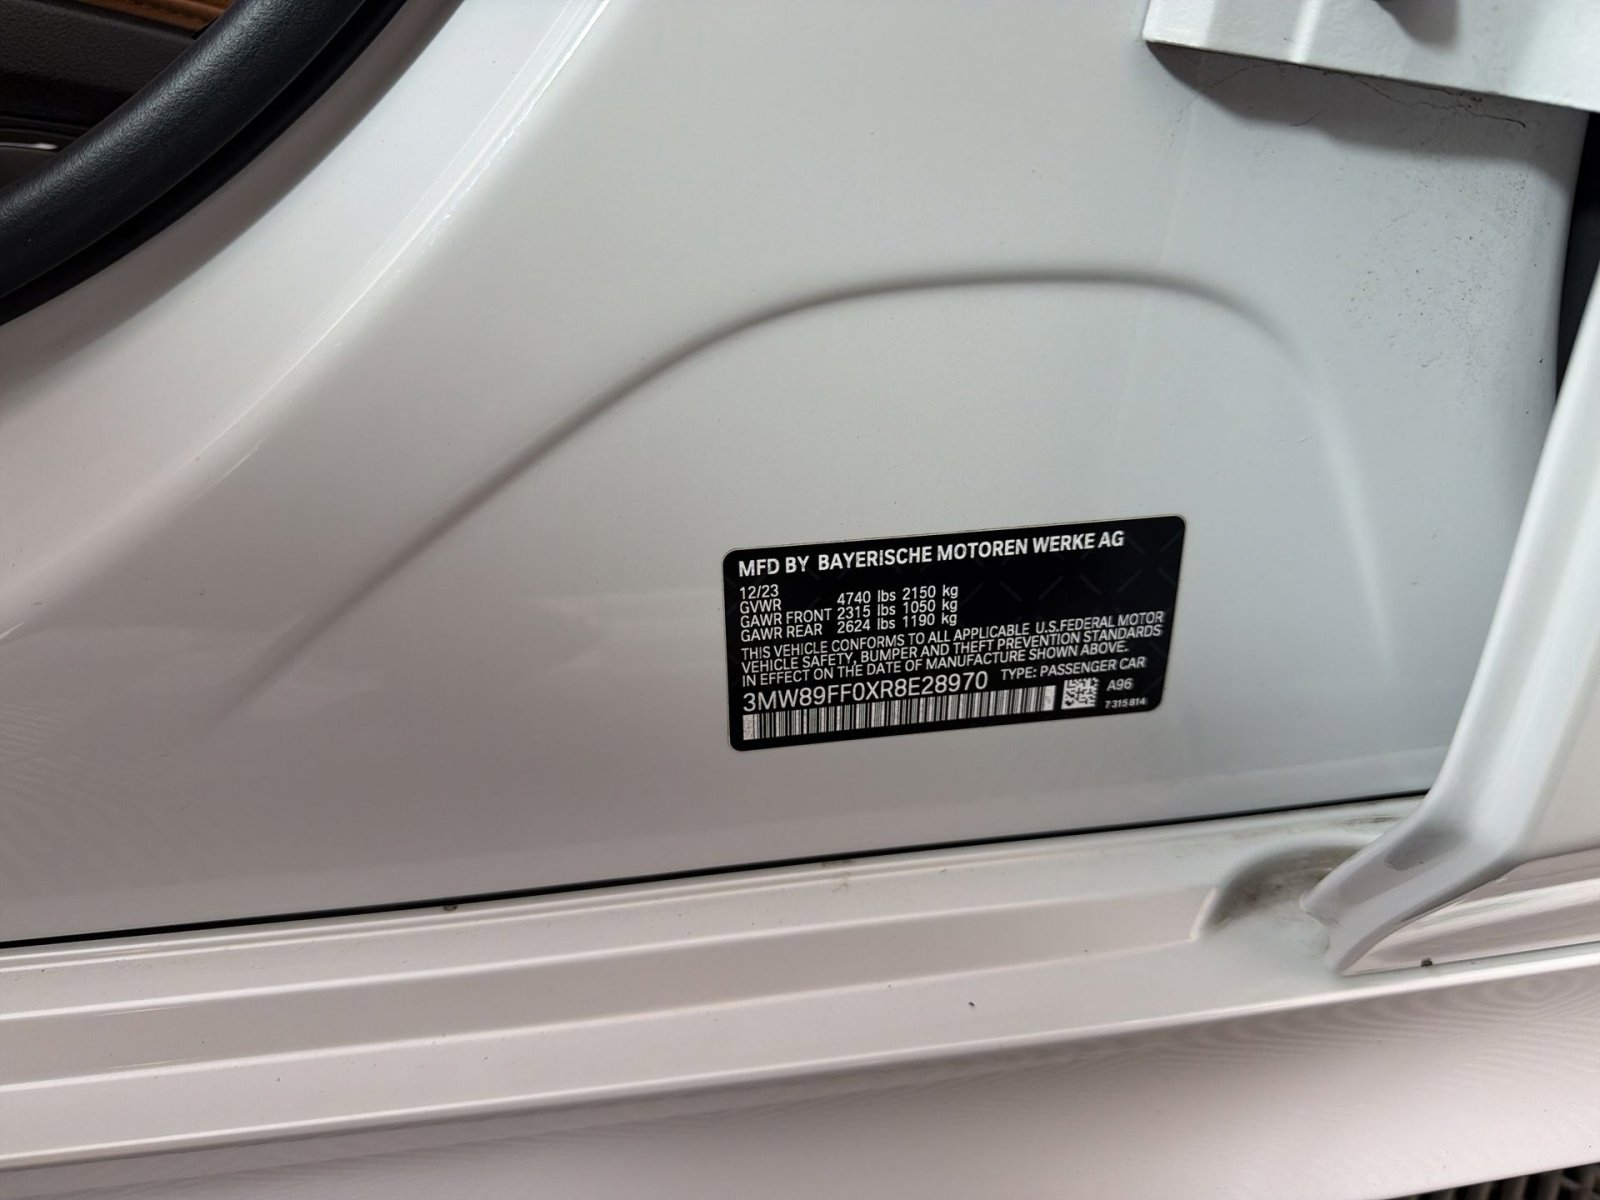 MFD BY BAYERISCHE MOTOREN WERKE AG
12/23
GVWR 4740 lbs 2150 kg
GAWR FRONT 2315 lbs 1050 kg
GAWR REAR 2624 lbs 1190 kg
THIS VEHICLE CONFORMS TO ALL APPLICABLE U.S.FEDERAL MOTOR
VEHICLE SAFETY, BUMPER AND THEFT PREVENTION STANDARDS
IN EFFECT ON THE DATE OF MANUFACTURE SHOWN ABOVE.
3MW89FF0XR8E28970 TYPE: PASSENGER CAR
A96
7 315 814